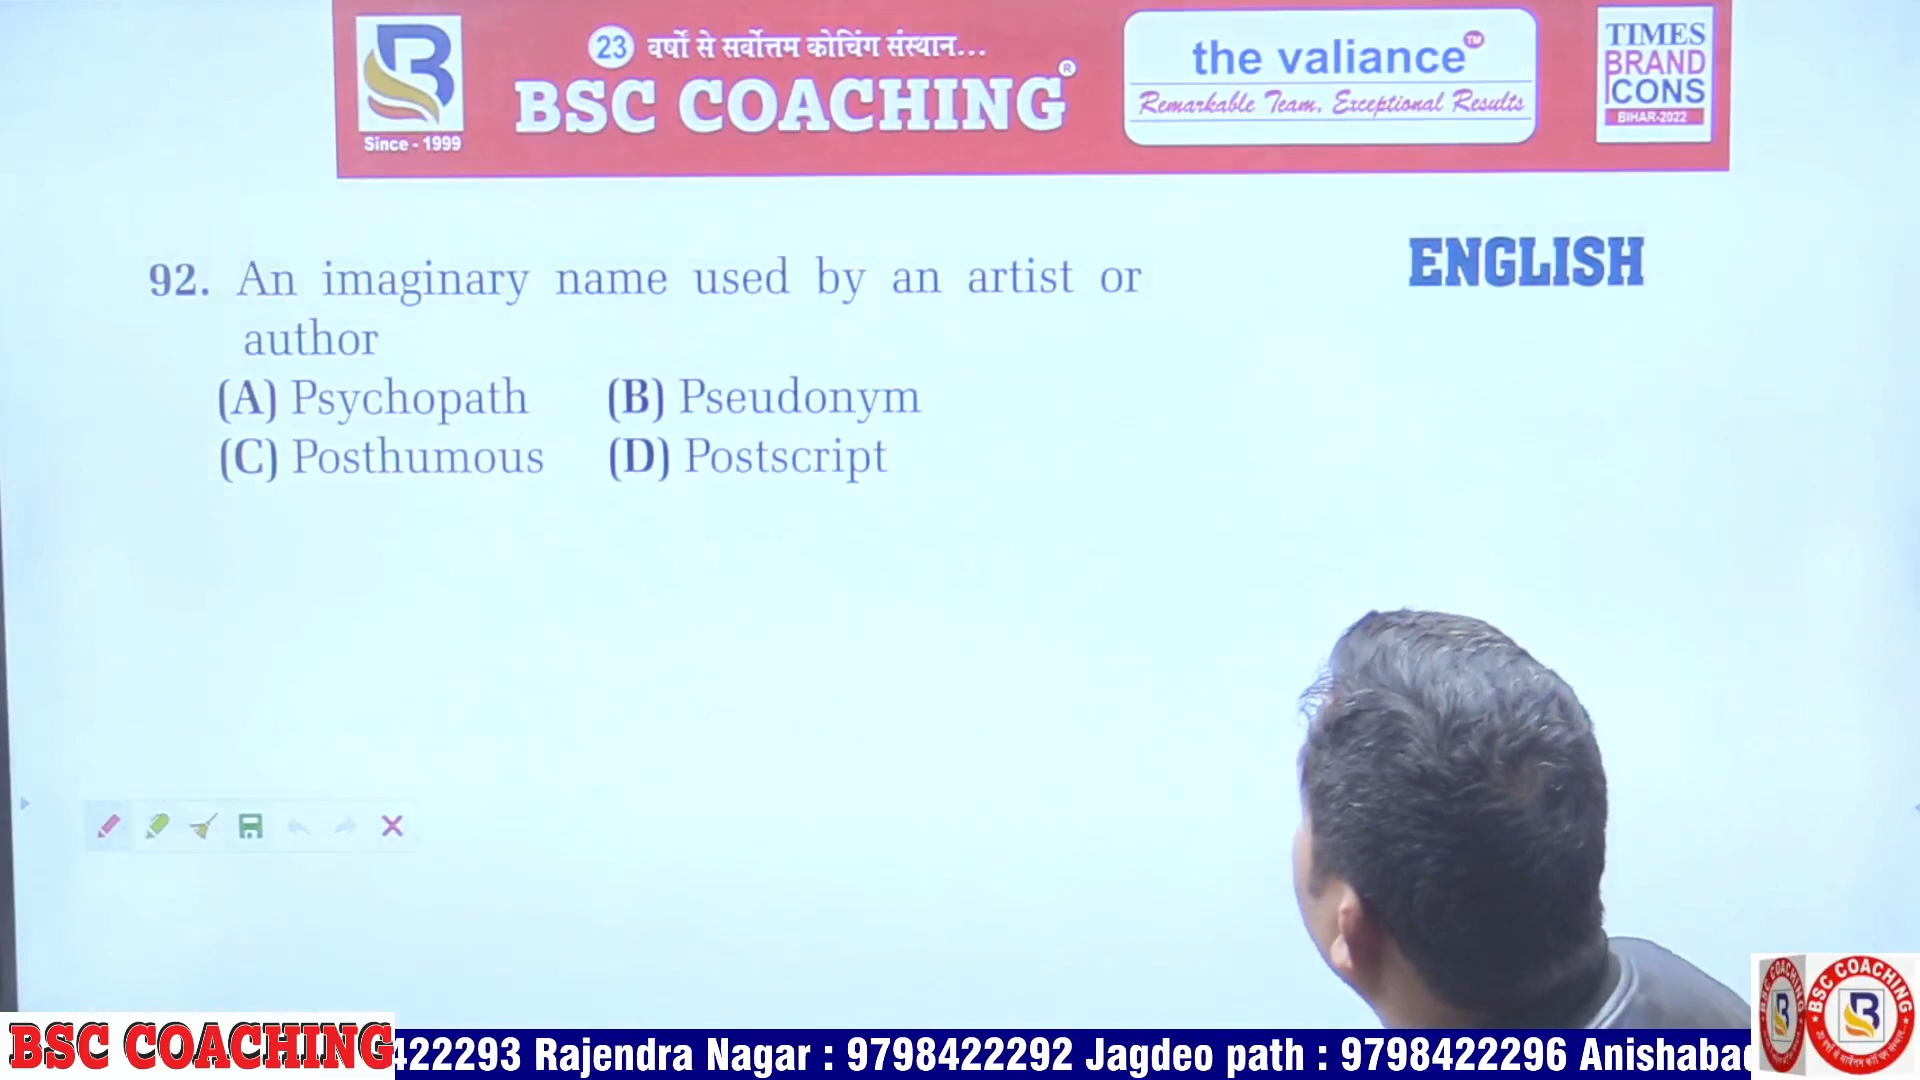 23 वर्षों से सर्वोत्तम कोचिंग संस्थान...
BSC COACHING®
Since - 1999
the valiance™
Remarkable Team, Exceptional Results
TIMES
BRAND
ICONS
BIHAR-2022
ENGLISH
92. An imaginary name used by an artist or
author
(A) Psychopath (B) Pseudonym
(C) Posthumous (D) Postscript
BSC COACHING
422293 Rajendra Nagar : 9798422292 Jagdeo path : 9798422296 Anishabad
BSC COACHING